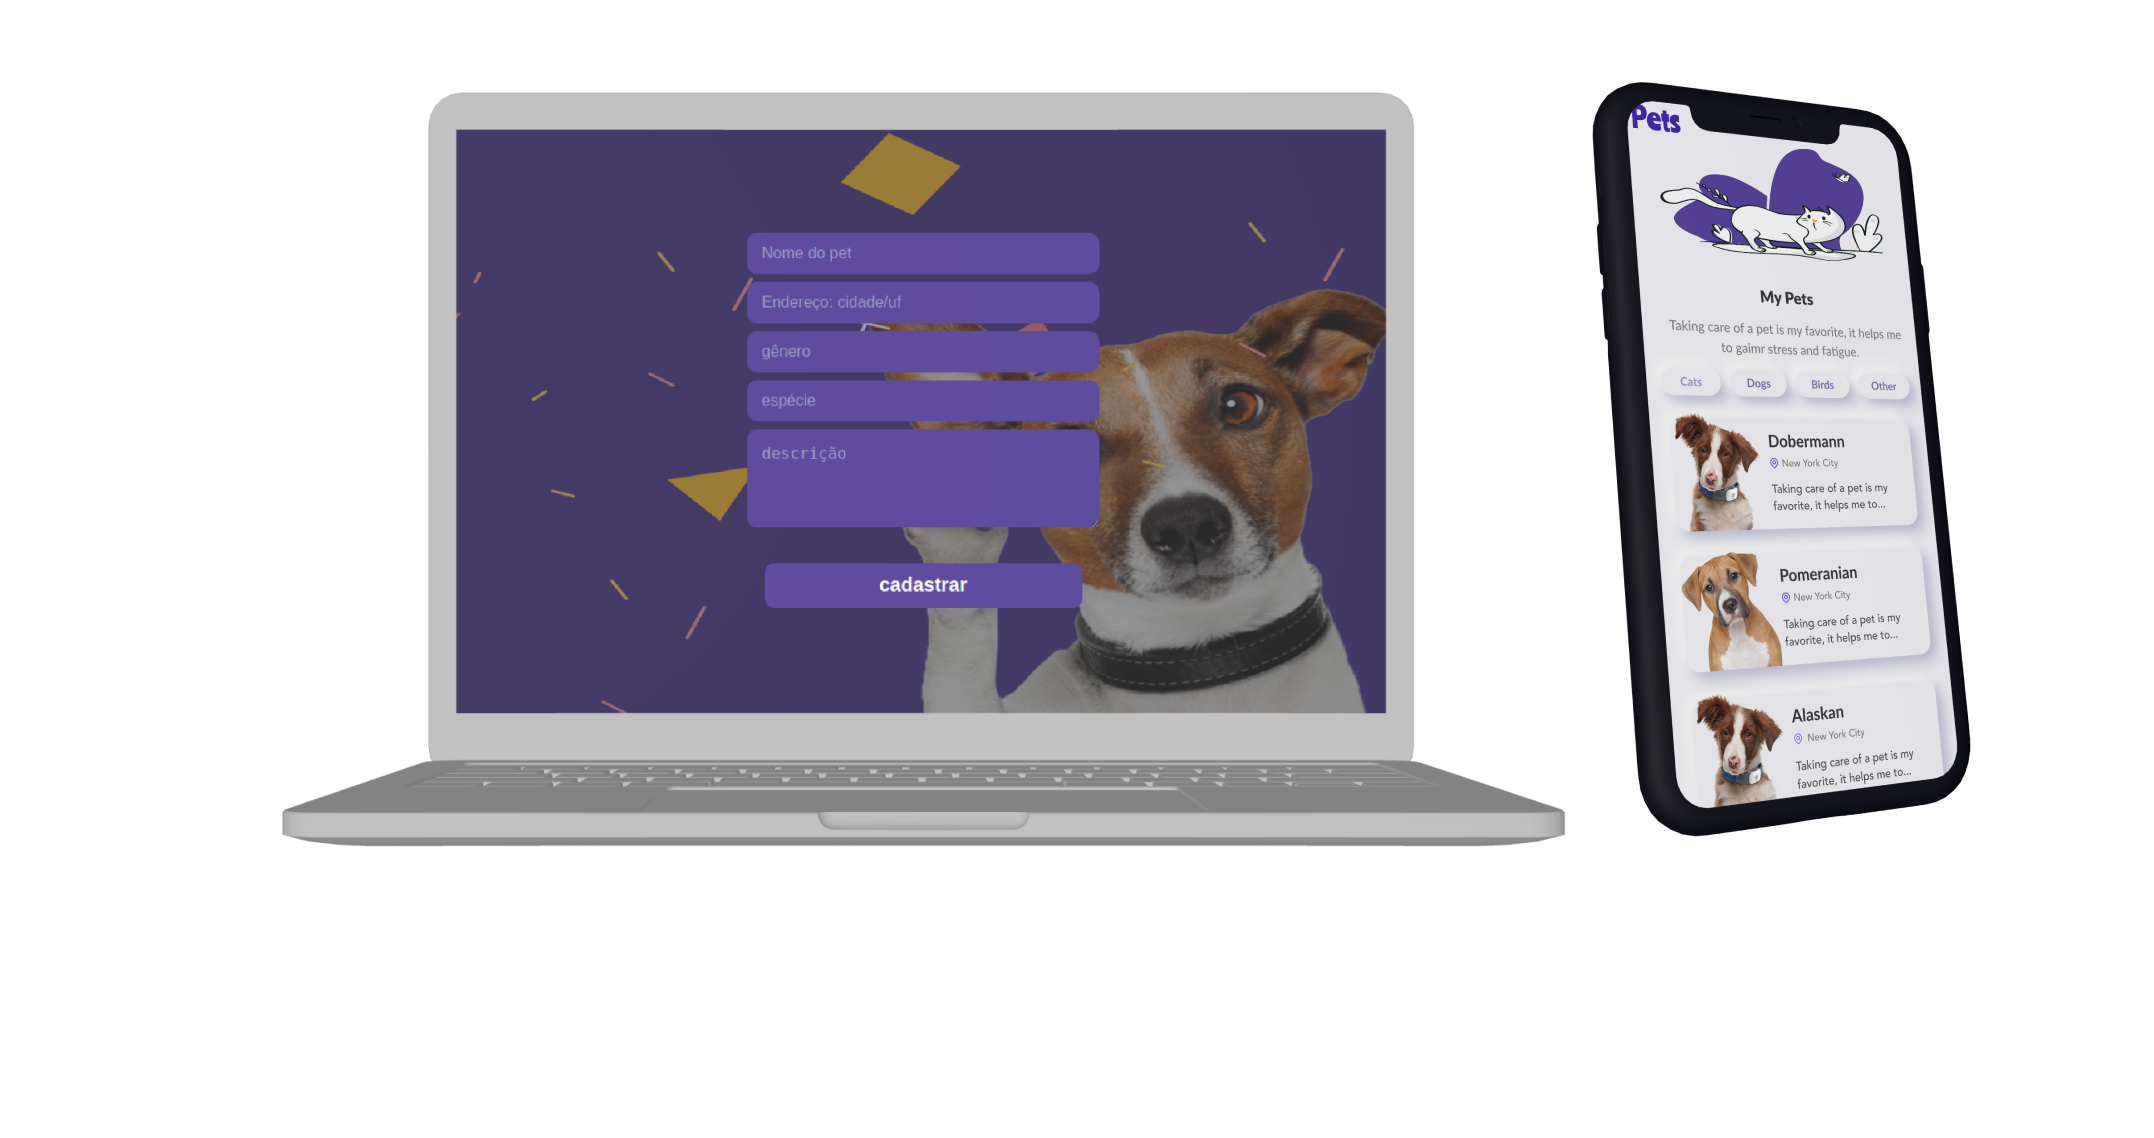 Nome do pet
Endereço: cidade/uf
gênero
espécie
descrição
cadastrar
Pets
My Pets
Taking care of a pet is my favorite, it helps me
to gaimr stress and fatigue.
Cats Dogs Birds Other
Dobermann
New York City
Taking care of a pet is my
favorite, it helps me to...
Pomeranian
New York City
Taking care of a pet is my
favorite, it helps me to...
Alaskan
New York City
Taking care of a pet is my
favorite, it helps me to...